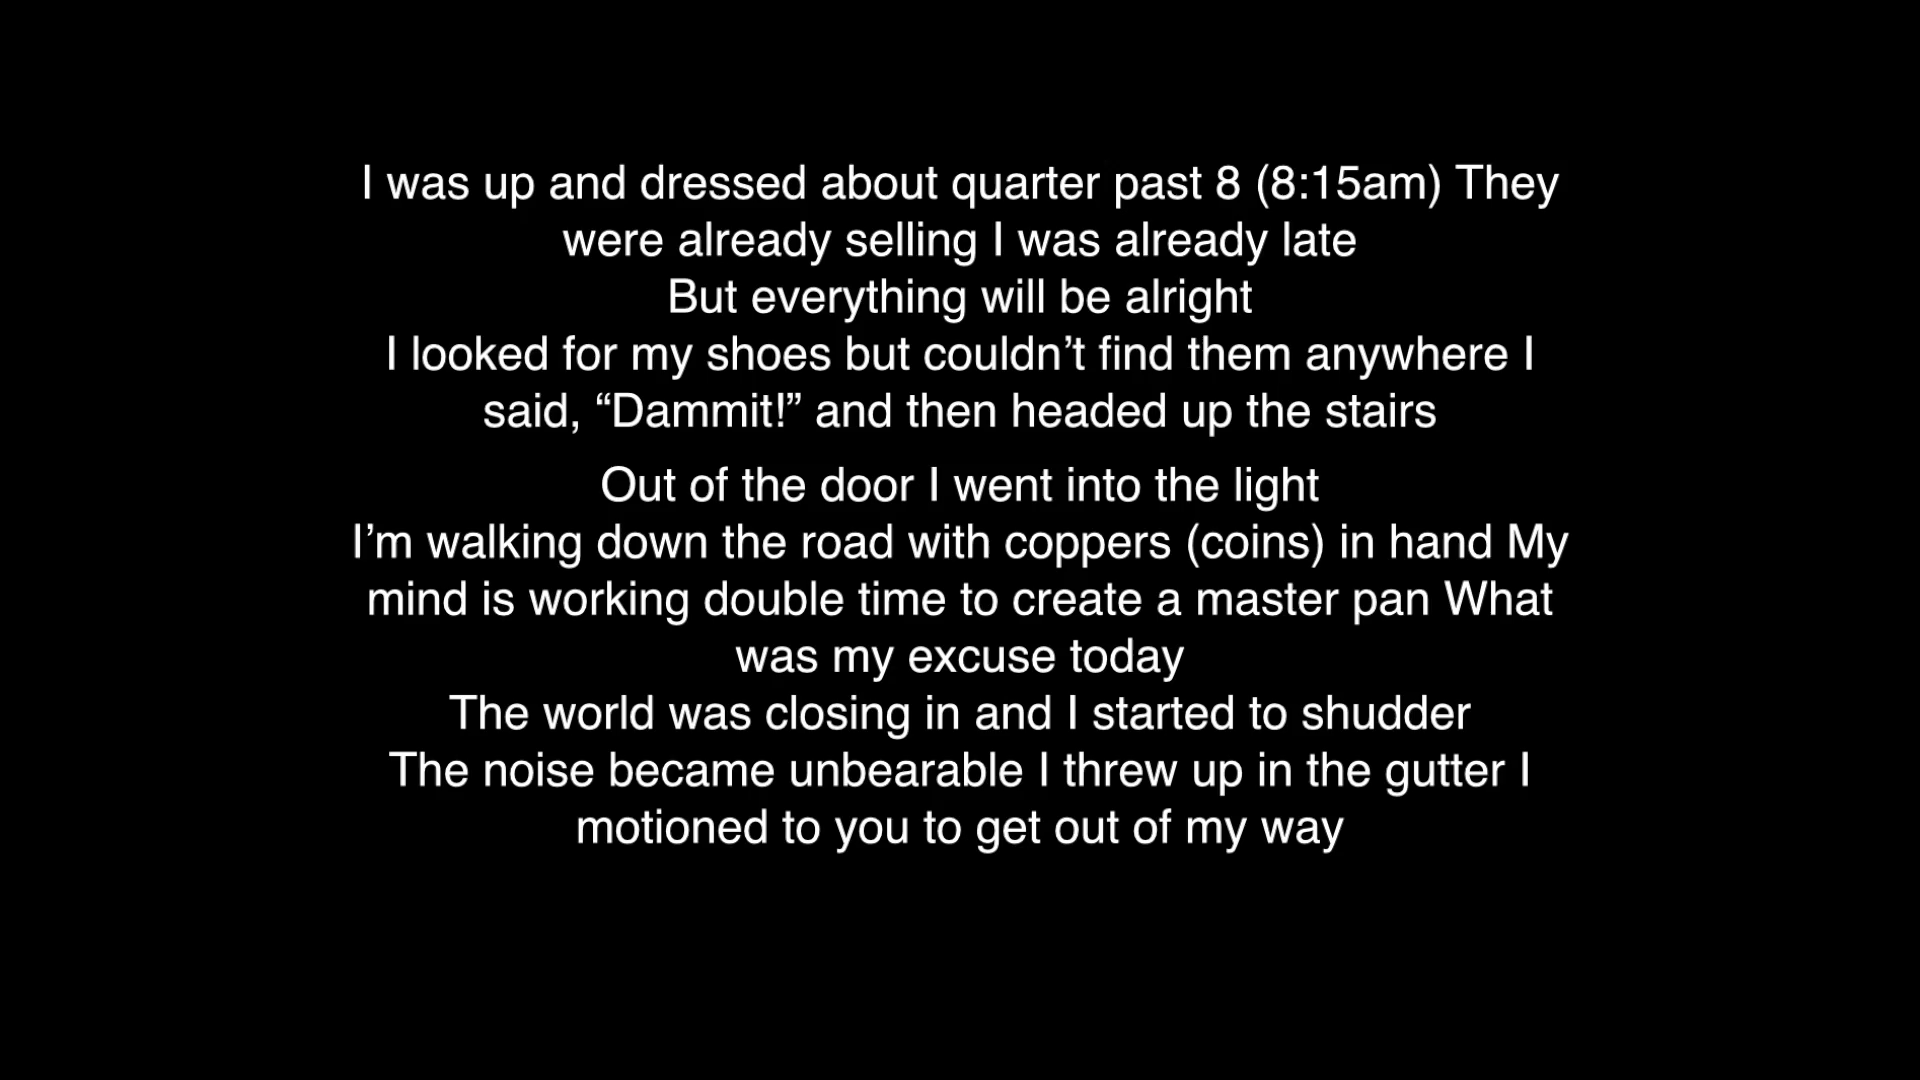 I was up and dressed about quarter past 8 (8:15am) They
were already selling I was already late
But everything will be alright
I looked for my shoes but couldn’t find them anywhere I
said, “Dammit!” and then headed up the stairs
Out of the door I went into the light
I’m walking down the road with coppers (coins) in hand My
mind is working double time to create a master pan What
was my excuse today
The world was closing in and I started to shudder
The noise became unbearable I threw up in the gutter I
motioned to you to get out of my way